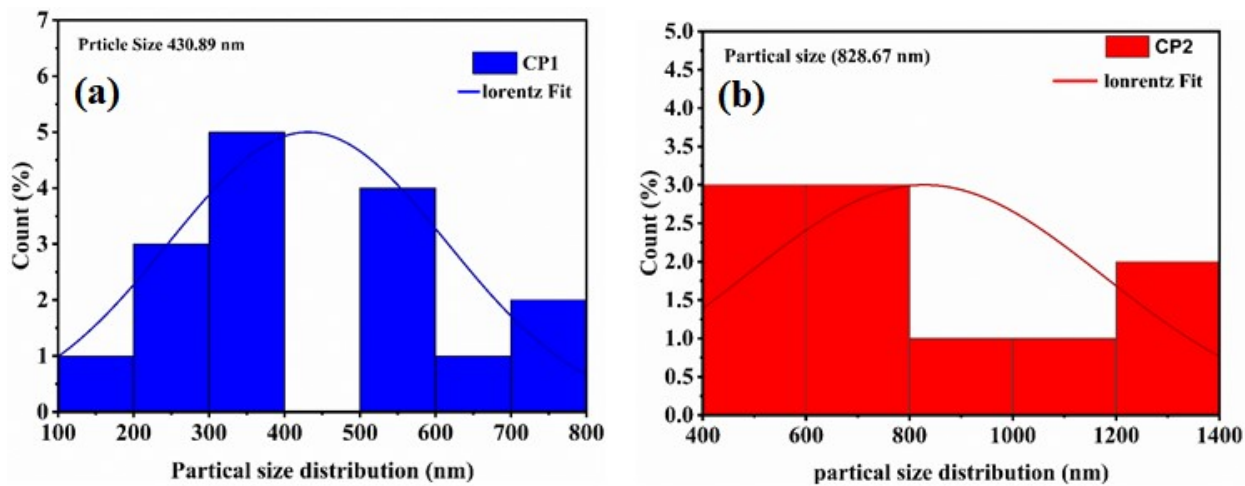 Prticle Size 430.89 nm
CP1
lorentz Fit
(a)
Count (%)
7
6
5
4
3
2
1
0
100 200 300 400 500 600 700 800
Partical size distribution (nm)
Partical size (828.67 nm)
CP2
lonrentz Fit
(b)
Count (%)
5.0
4.5
4.0
3.5
3.0
2.5
2.0
1.5
1.0
0.5
0.0
400 600 800 1000 1200 1400
partical size distribution (nm)